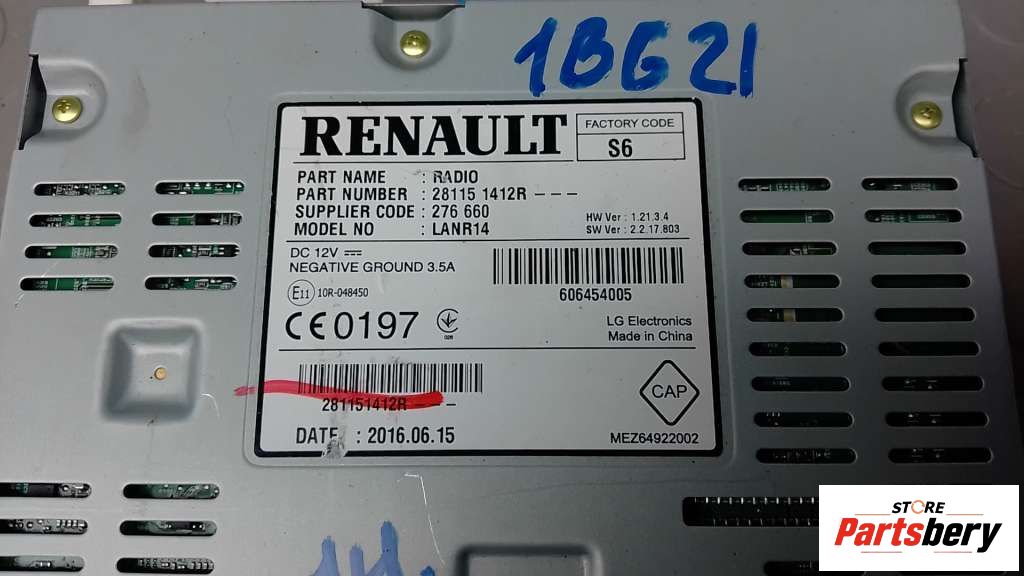 1BG21
RENAULT
FACTORY CODE
S6
PART NAME : RADIO
PART NUMBER : 28115 1412R - - -
SUPPLIER CODE : 276 660
MODEL NO : LANR14
HW Ver : 1.21.3.4
SW Ver : 2.2.17.803
DC 12V
NEGATIVE GROUND 3.5A
E11 10R-048450
606454005
CE0197
028
LG Electronics
Made in China
281151412R - - -
CAP
DATE : 2016.06.15
MEZ64922002
STORE
Partsbery